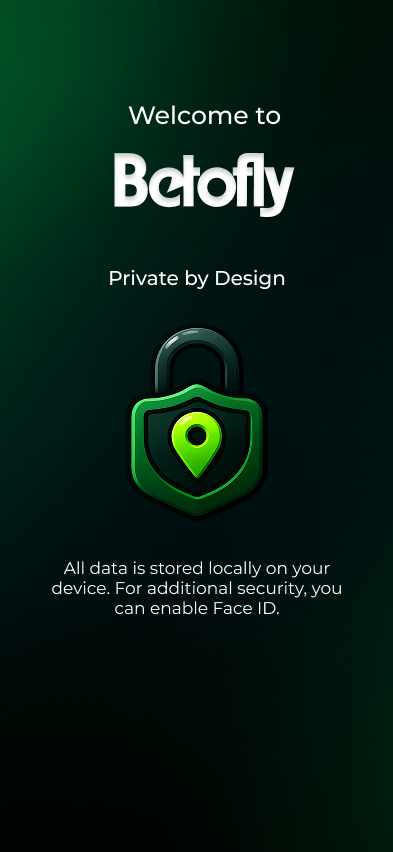 Welcome to
Betofly
Private by Design
All data is stored locally on your
device. For additional security, you
can enable Face ID.